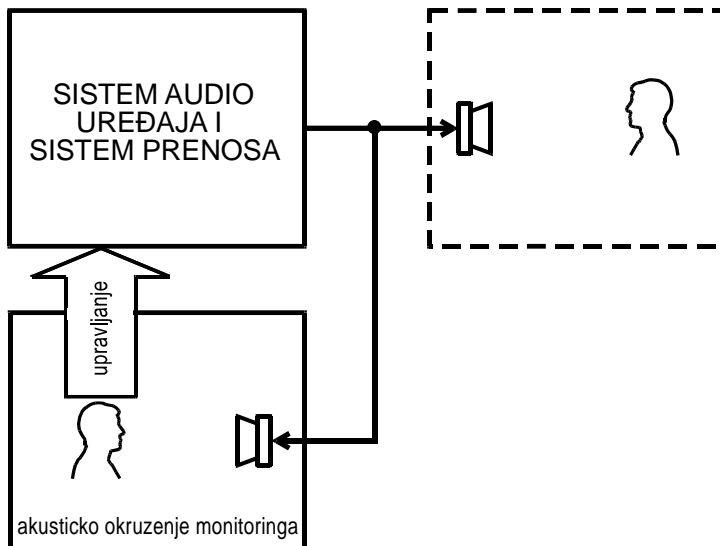 SISTEM AUDIO
UREĐAJA I
SISTEM PRENOSA
upravljanje
akusticko okruzenje monitoringa